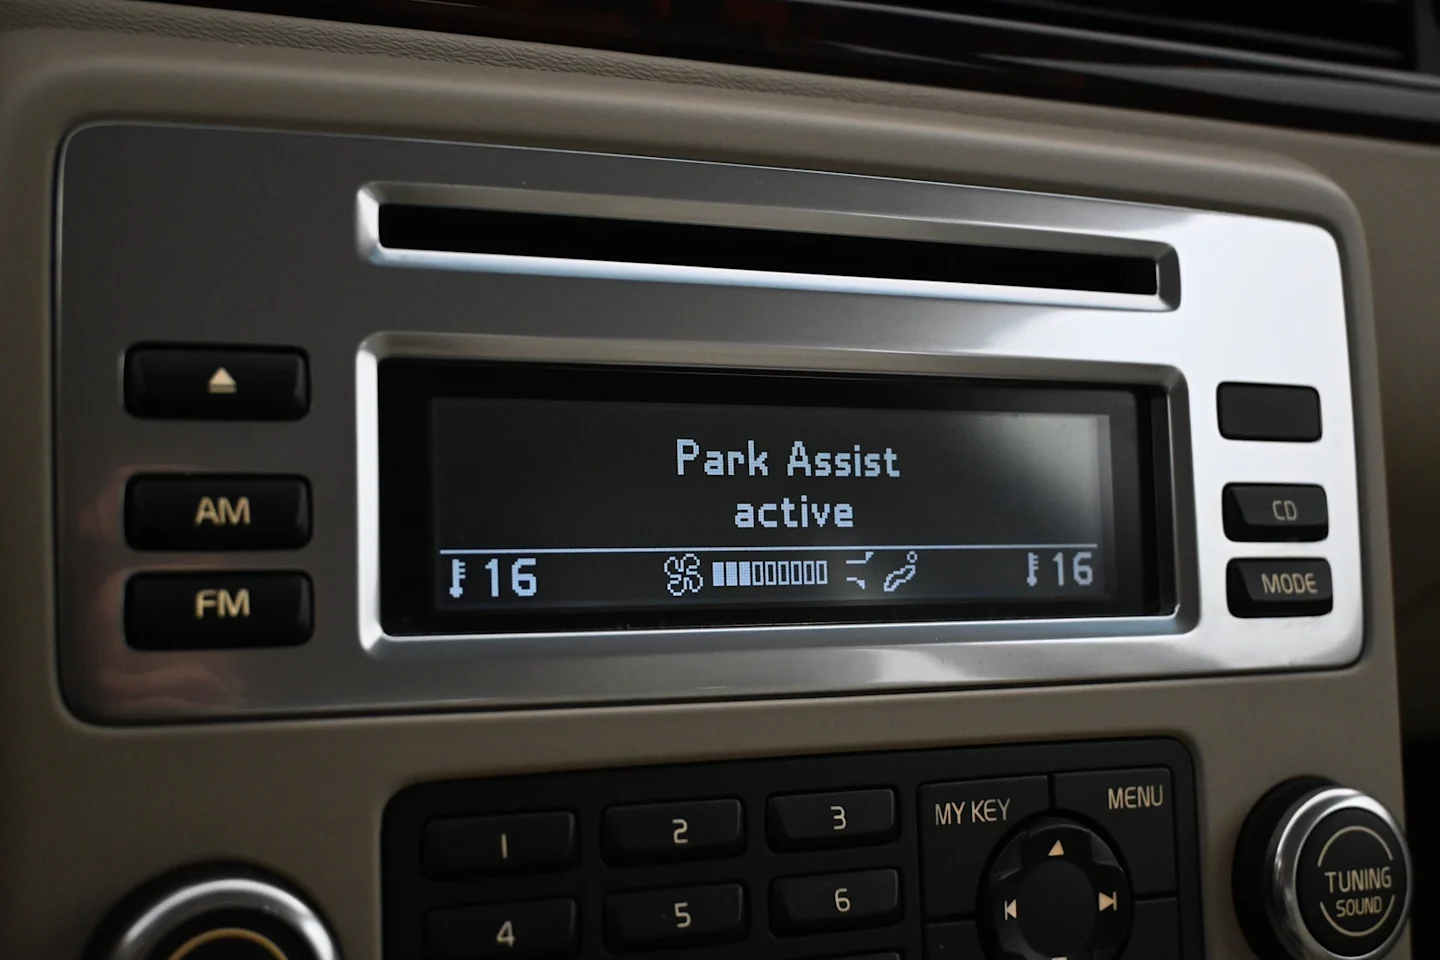 Park Assist
active
16 16
AM
FM
CD
MODE
1 2 3
4 5 6
MY KEY MENU
TUNING
SOUND